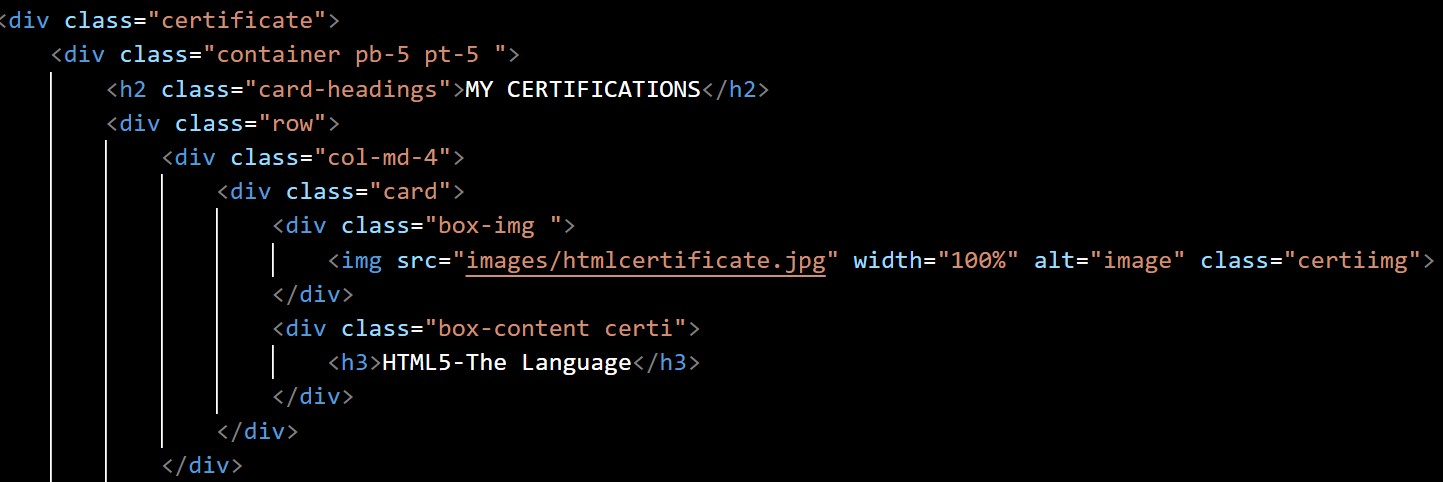 <div class="certificate">
<div class="container pb-5 pt-5 ">
<h2 class="card-headings">MY CERTIFICATIONS</h2>
<div class="row">
<div class="col-md-4">
<div class="card">
<div class="box-img ">
<img src="images/htmlcertificate.jpg" width="100%" alt="image" class="certiimg">
</div>
<div class="box-content certi">
<h3>HTML5-The Language</h3>
</div>
</div>
</div>